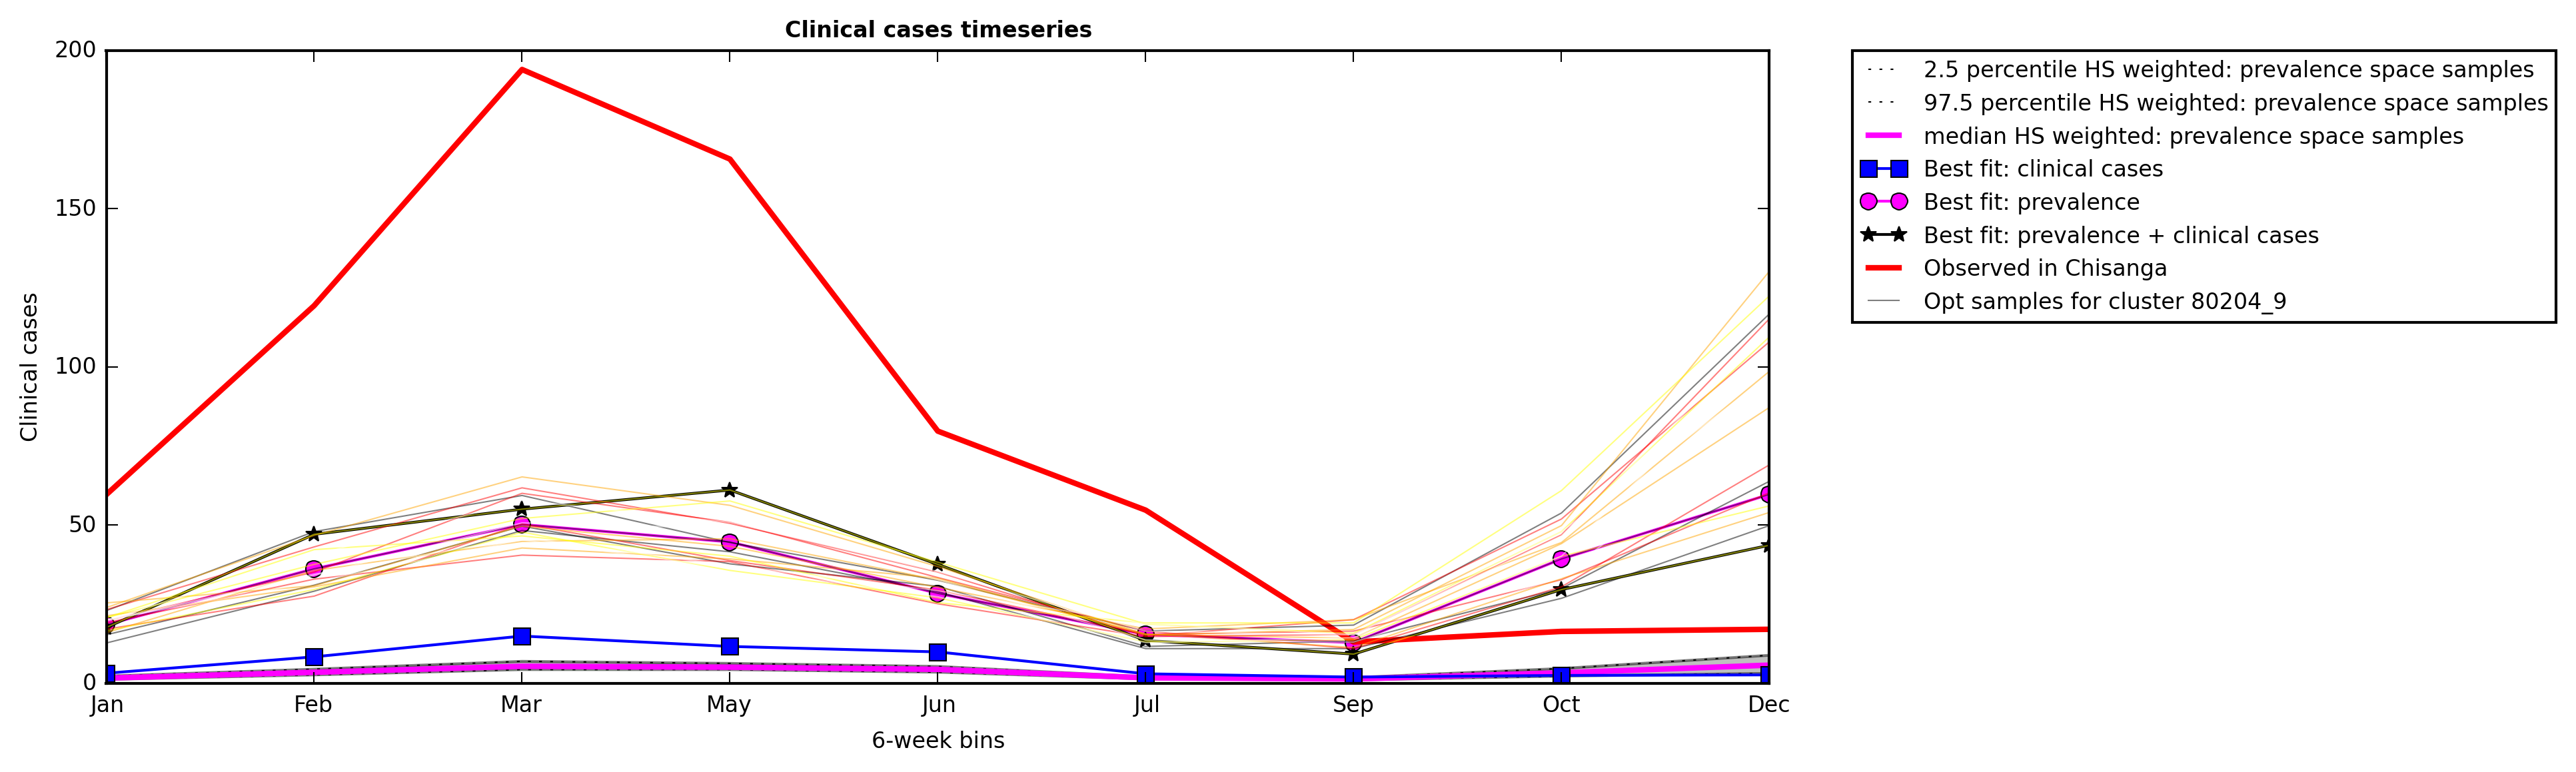 Clinical cases timeseries
200
150
100
50
0
Clinical cases
Jan Feb Mar May Jun Jul Sep Oct Dec
6-week bins
2.5 percentile HS weighted: prevalence space samples
97.5 percentile HS weighted: prevalence space samples
median HS weighted: prevalence space samples
Best fit: clinical cases
Best fit: prevalence
Best fit: prevalence + clinical cases
Observed in Chisanga
Opt samples for cluster 80204_9